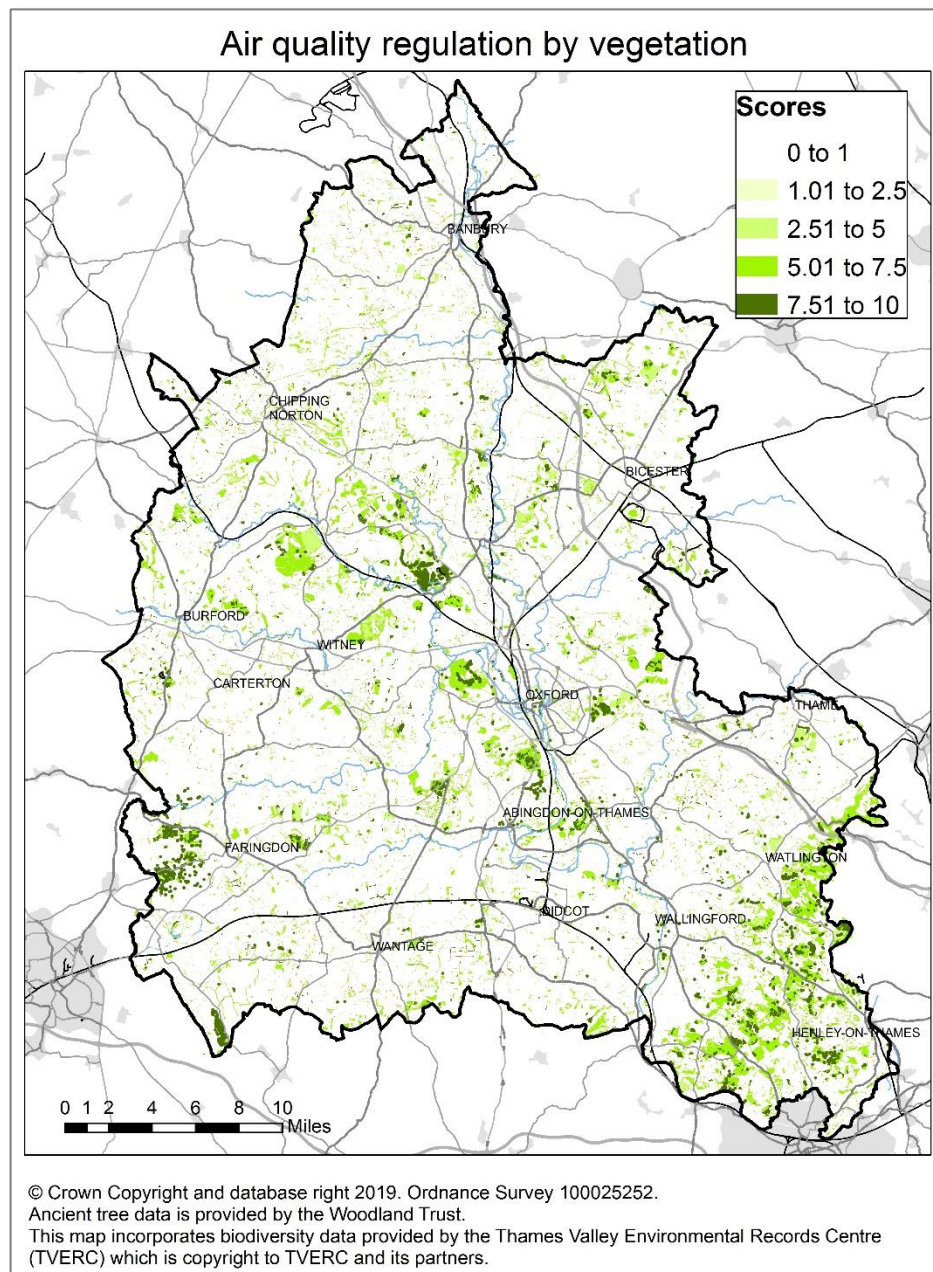 Air quality regulation by vegetation
Scores
0 to 1
1.01 to 2.5
2.51 to 5
5.01 to 7.5
7.51 to 10
BANBURY
CHIPPING
NORTON
BICESTER
BURFORD
WITNEY
CARTERTON
OXFORD
THAME
ABINGDON-ON-THAMES
FARINGDON
WATLINGTON
DIDCOT
WALLINGFORD
WANTAGE
HENLEY-ON-THAMES
0 1 2 4 6 8 10
Miles
© Crown Copyright and database right 2019. Ordnance Survey 100025252.
Ancient tree data is provided by the Woodland Trust.
This map incorporates biodiversity data provided by the Thames Valley Environmental Records Centre
(TVERC) which is copyright to TVERC and its partners.